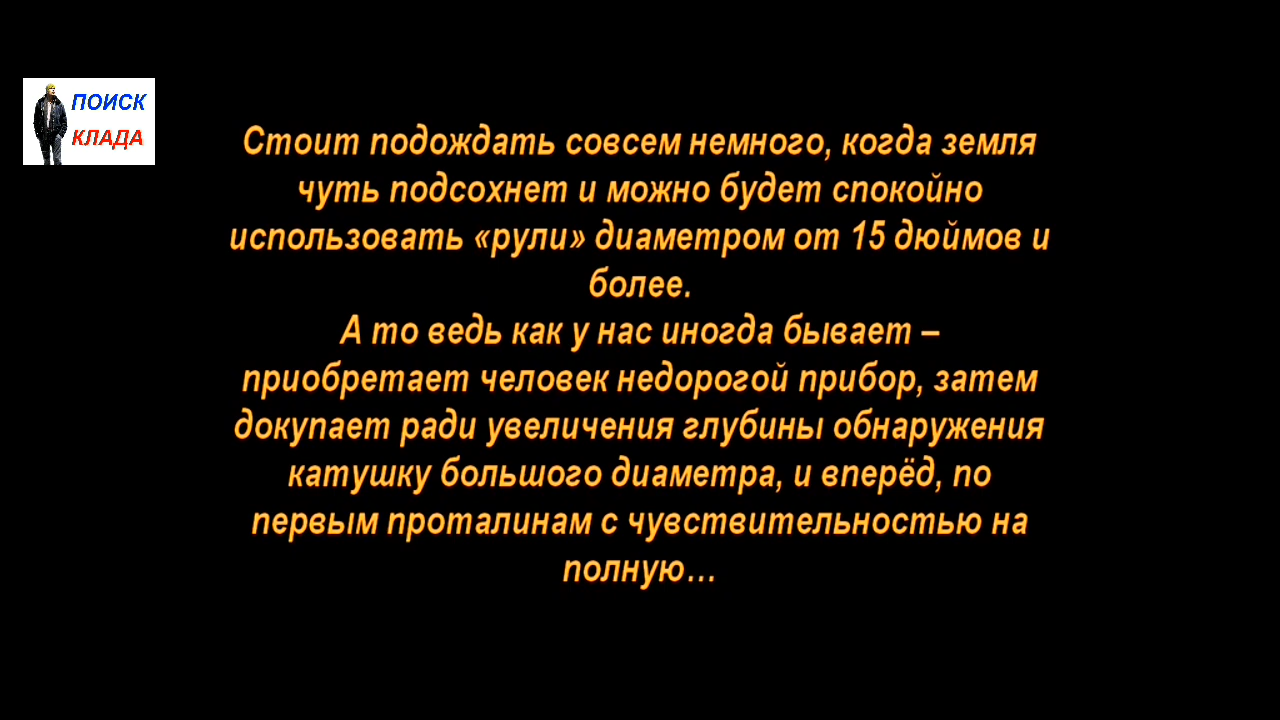 ПОИСК
КЛАДА
Стоит подождать совсем немного, когда земля
чуть подсохнет и можно будет спокойно
использовать «рули» диаметром от 15 дюймов и
более.
А то ведь как у нас иногда бывает –
приобретает человек недорогой прибор, затем
докупает ради увеличения глубины обнаружения
катушку большого диаметра, и вперёд, по
первым проталинам с чувствительностью на
полную…